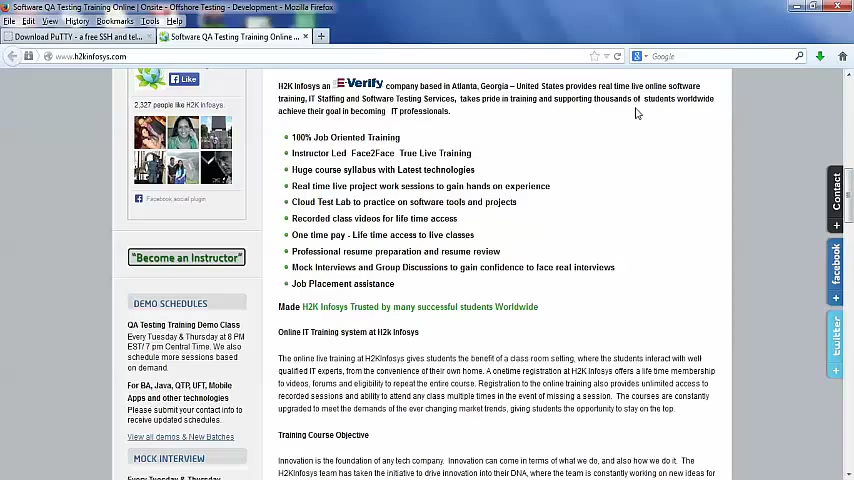 Software QA Testing Training Online | Onsite - Offshore Testing - Development - Mozilla Firefox
File Edit View History Bookmarks Tools Help
Download PuTTY - a free SSH and tel... × Software QA Testing Training Online ... × +
www.h2kinfosys.com
Google
Like
2,327 people like H2K Infosys.
Facebook social plugin
"Become an Instructor"
DEMO SCHEDULES
QA Testing Training Demo Class
Every Tuesday & Thursday at 8 PM
EST/ 7 pm Central Time. We also
schedule more sessions based
on demand.
For BA, Java, QTP, UFT, Mobile
Apps and other technologies
Please submit your contact info to
receive updated schedules.
View all demos & New Batches
MOCK INTERVIEW
Every Tuesday & Thursday
H2K Infosys an E-Verify company based in Atlanta, Georgia – United States provides real time live online software
training, IT Staffing and Software Testing Services, takes pride in training and supporting thousands of students worldwide
achieve their goal in becoming IT professionals.
100% Job Oriented Training
Instructor Led Face2Face True Live Training
Huge course syllabus with Latest technologies
Real time live project work sessions to gain hands on experience
Cloud Test Lab to practice on software tools and projects
Recorded class videos for life time access
One time pay - Life time access to live classes
Professional resume preparation and resume review
Mock Interviews and Group Discussions to gain confidence to face real interviews
Job Placement assistance
Made H2K Infosys Trusted by many successful students Worldwide
Online IT Training system at H2k Infosys
The online live training at H2KInfosys gives students the benefit of a class room setting, where the students interact with well
qualified IT experts, from the convenience of their own home. A onetime registration at H2K Infosys offers a life time membership
to videos, forums and eligibility to repeat the entire course. Registration to the online training also provides unlimited access to
recorded sessions and ability to attend any class multiple times in the event of missing a session. The courses are constantly
upgraded to meet the demands of the ever changing market trends, giving students the opportunity to stay on the top.
Training Course Objective
Innovation is the foundation of any tech company. Innovation can come in terms of what we do, and also how we do it. The
H2KInfosys team has taken the initiative to drive innovation into their DNA, where the team is constantly working on new ideas for
Contact +
facebook +
twitter +